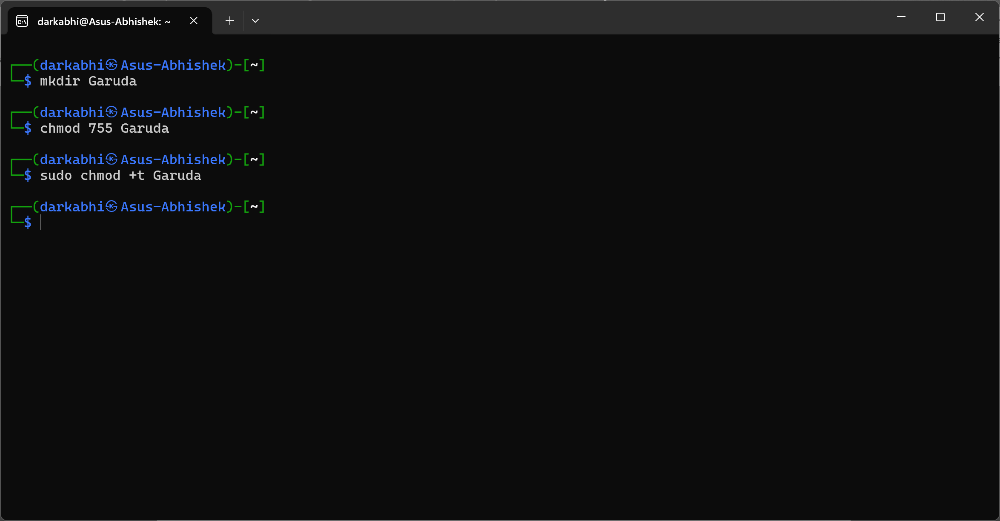 darkabhi@Asus-Abhishek: ~
┌──(darkabhi㉿Asus-Abhishek)-[~]
└─$ mkdir Garuda
┌──(darkabhi㉿Asus-Abhishek)-[~]
└─$ chmod 755 Garuda
┌──(darkabhi㉿Asus-Abhishek)-[~]
└─$ sudo chmod +t Garuda
┌──(darkabhi㉿Asus-Abhishek)-[~]
└─$